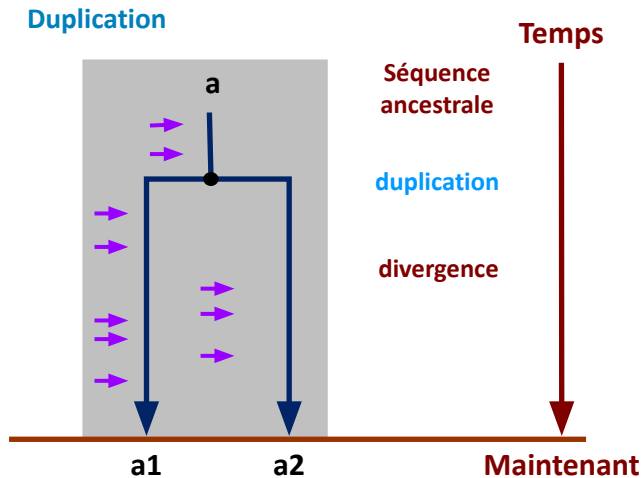 Duplication
Temps
a
Séquence
ancestrale
duplication
divergence
a1
a2
Maintenant